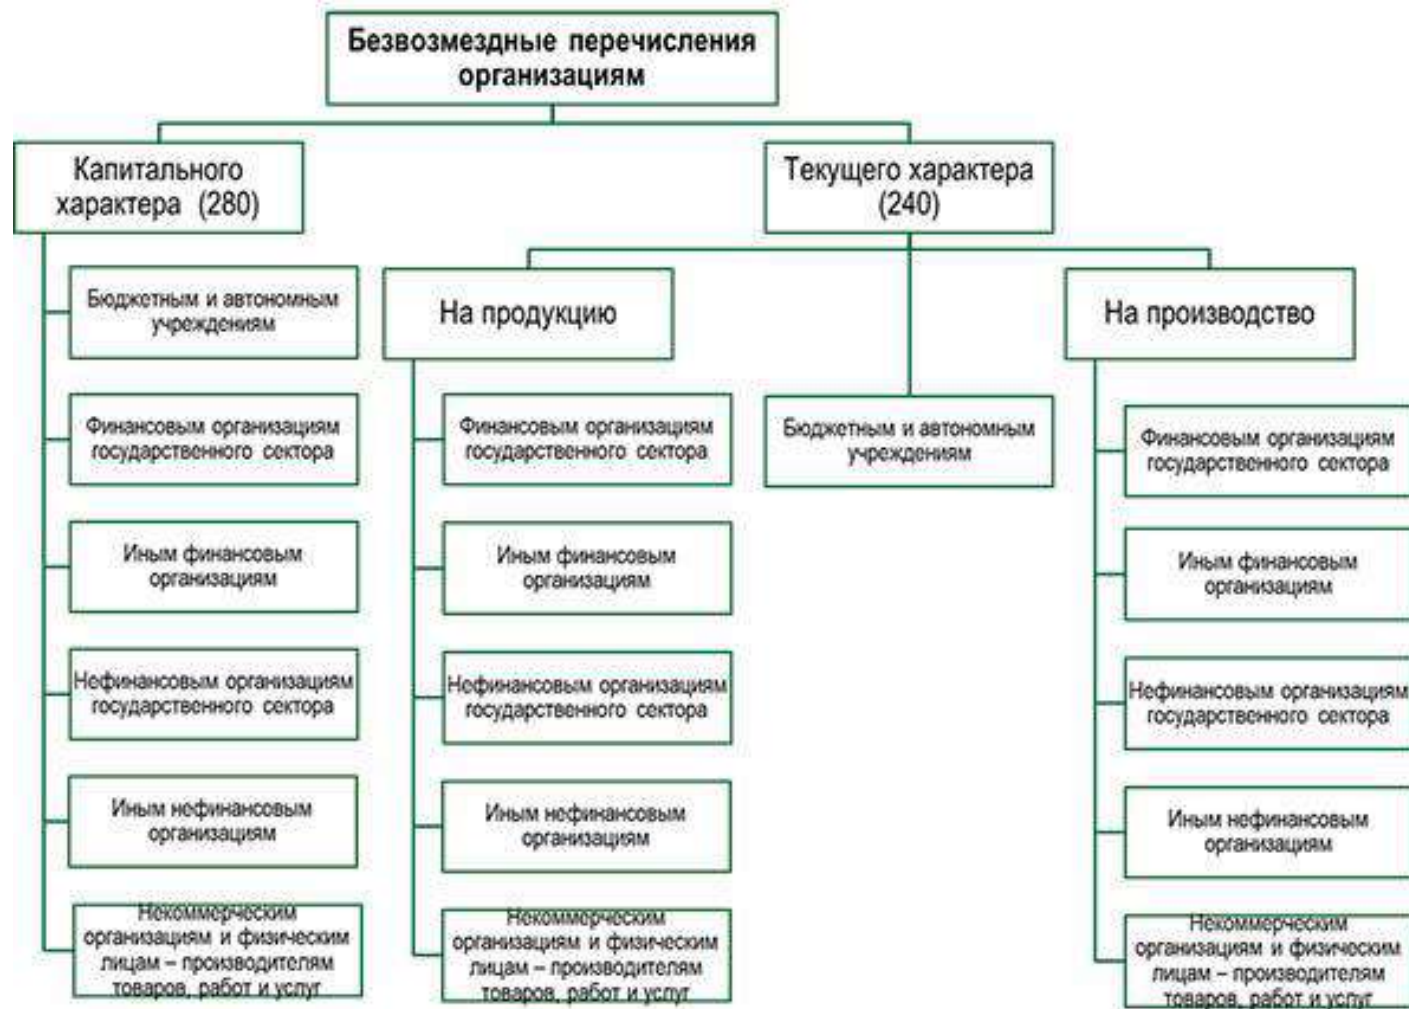 Безвозмездные перечисления
организациям
Капитального
характера (280)
Текущего характера
(240)
Бюджетным и автономным
учреждениям
Финансовым организациям
государственного сектора
Иным финансовым
организациям
Нефинансовым организациям
государственного сектора
Иным нефинансовым
организациям
Некоммерческим
организациям и физическим
лицам – производителям
товаров, работ и услуг
На продукцию
Финансовым организациям
государственного сектора
Иным финансовым
организациям
Нефинансовым организациям
государственного сектора
Иным нефинансовым
организациям
Некоммерческим
организациям и физическим
лицам – производителям
товаров, работ и услуг
Бюджетным и автономным
учреждениям
На производство
Финансовым организациям
государственного сектора
Иным финансовым
организациям
Нефинансовым организациям
государственного сектора
Иным нефинансовым
организациям
Некоммерческим
организациям и физическим
лицам – производителям
товаров, работ и услуг